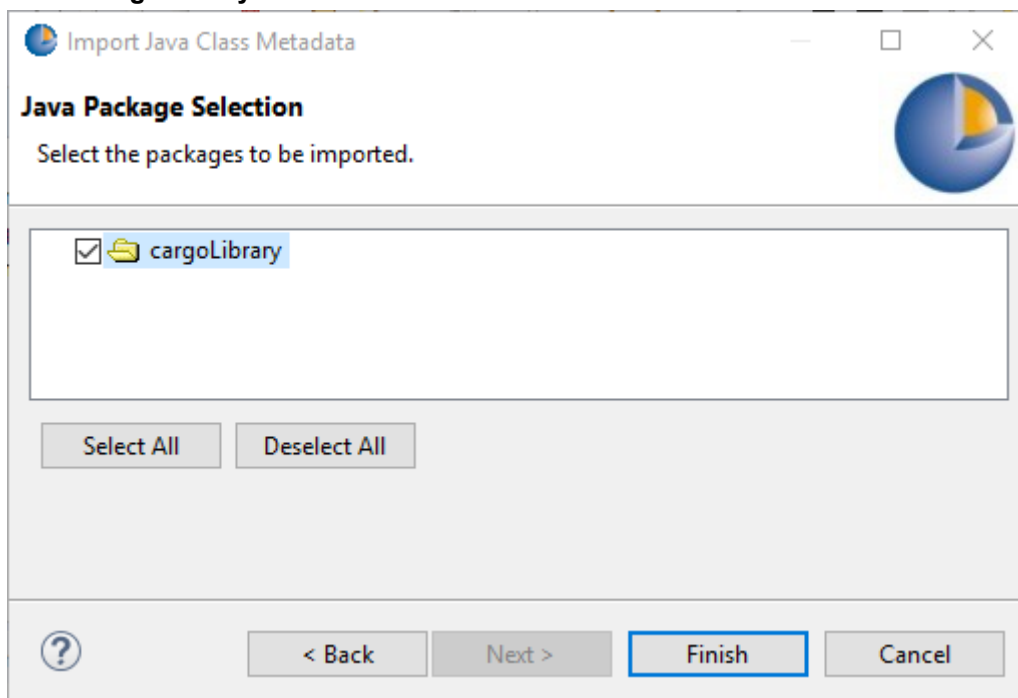 Import Java Class Metadata
Java Package Selection
Select the packages to be imported.
cargoLibrary
Select All Deselect All
? < Back Next > Finish Cancel